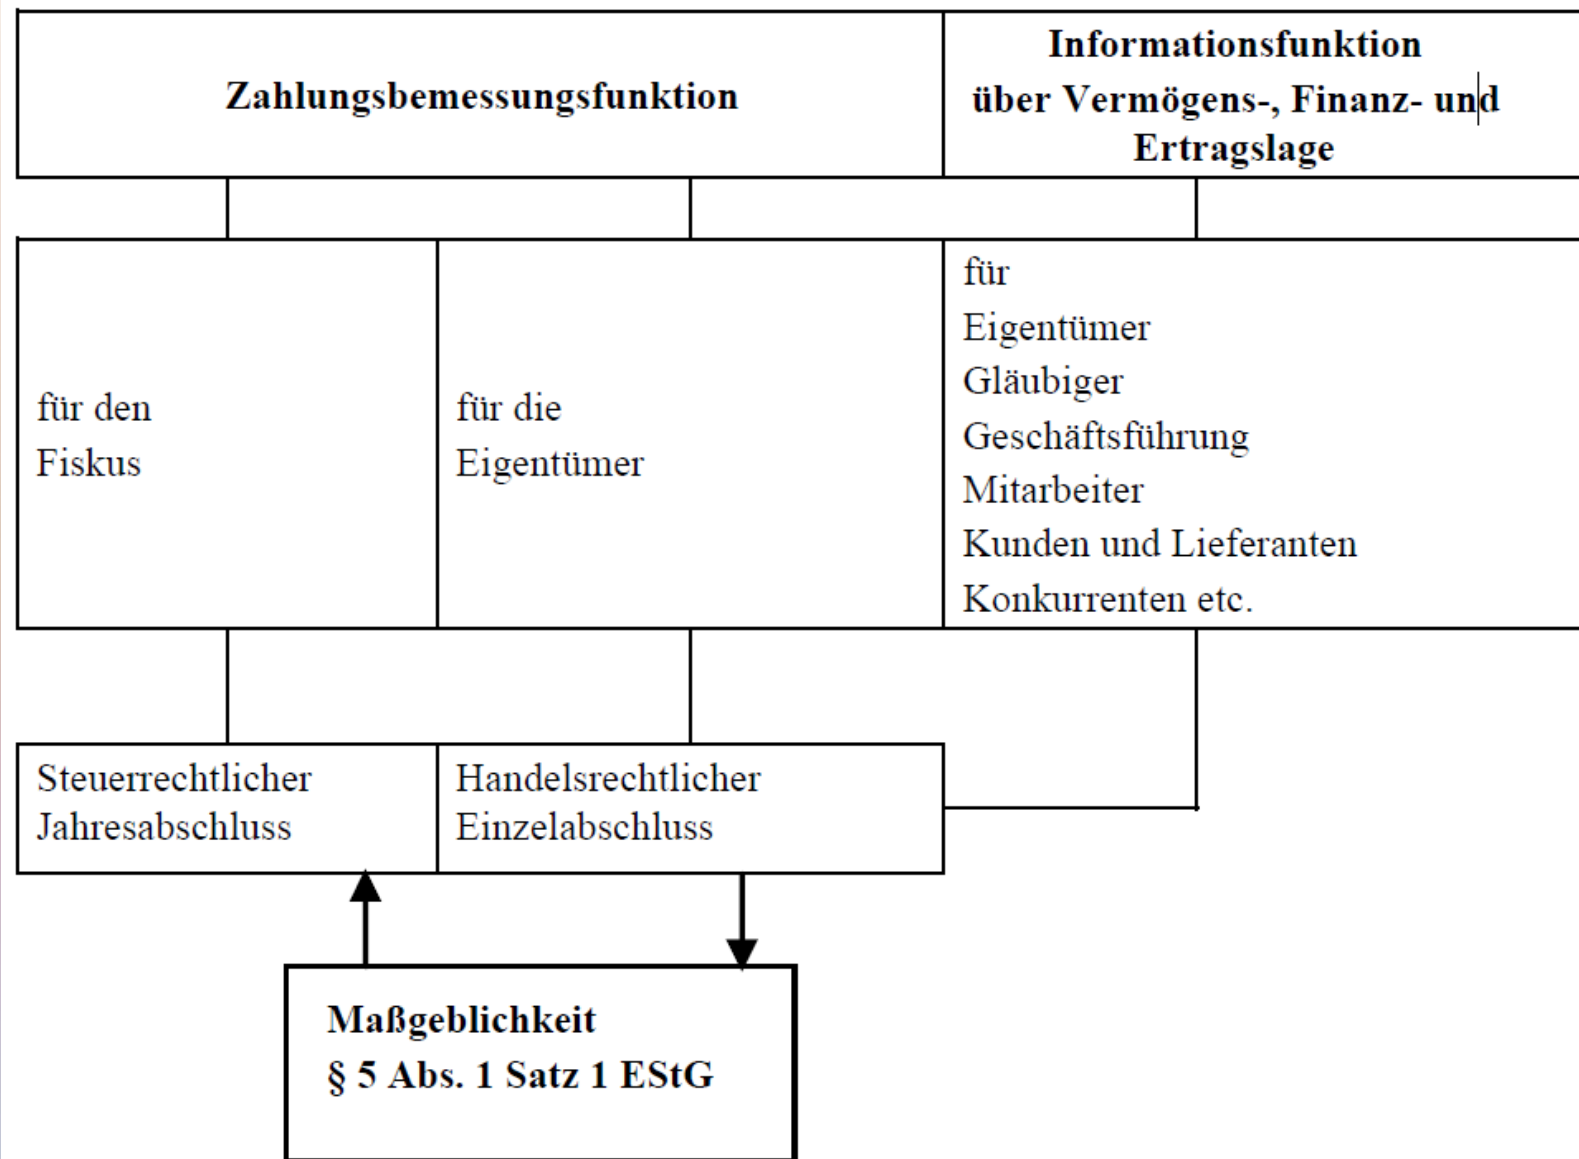 Zahlungsbemessungsfunktion
Informationsfunktion
über Vermögens-, Finanz- und
Ertragslage
für den
Fiskus
für die
Eigentümer
für
Eigentümer
Gläubiger
Geschäftsführung
Mitarbeiter
Kunden und Lieferanten
Konkurrenten etc.
Steuerrechtlicher
Jahresabschluss
Handelsrechtlicher
Einzelabschluss
Maßgeblichkeit
§ 5 Abs. 1 Satz 1 EStG